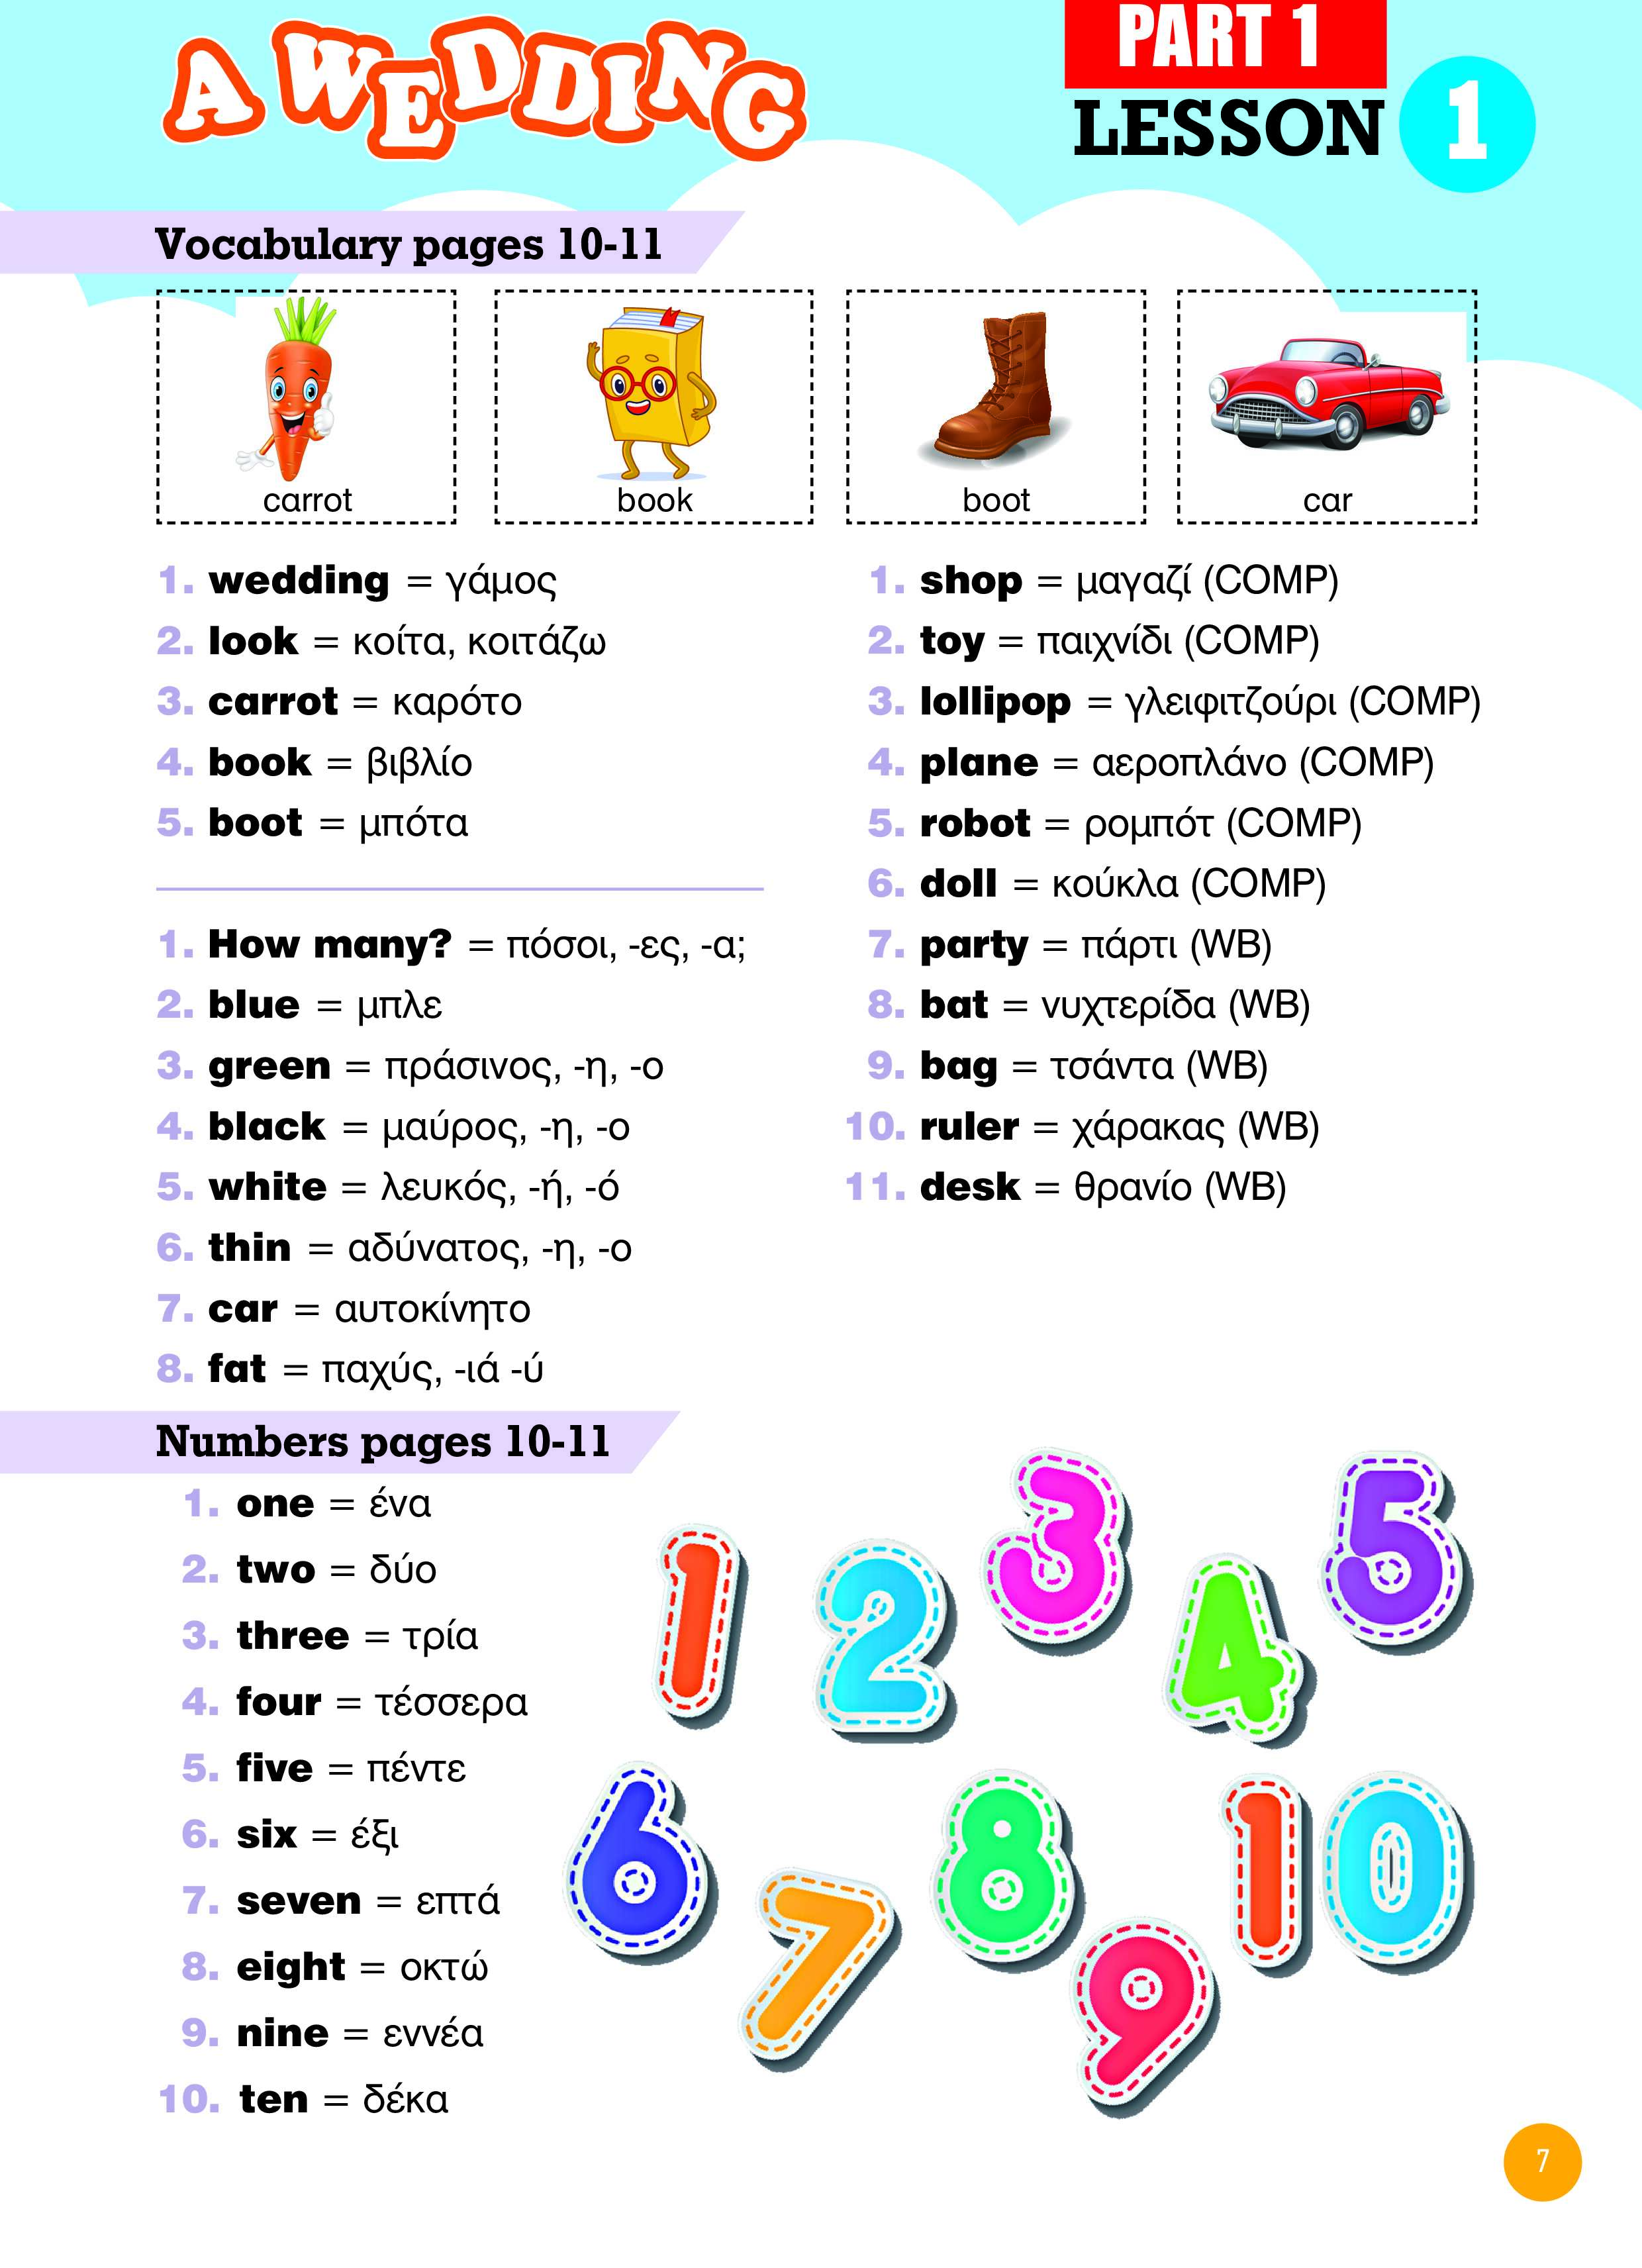 A WEDDING
PART 1
LESSON 1
Vocabulary pages 10-11
carrot
book
boot
car
1. wedding = γάμος
2. look = κοίτα, κοιτάζω
3. carrot = καρότο
4. book = βιβλίο
5. boot = μπότα
1. How many? = πόσοι, -ες, -α;
2. blue = μπλε
3. green = πράσινος, -η, -ο
4. black = μαύρος, -η, -ο
5. white = λευκός, -ή, -ό
6. thin = αδύνατος, -η, -ο
7. car = αυτοκίνητο
8. fat = παχύς, -ιά -ύ
1. shop = μαγαζί (COMP)
2. toy = παιχνίδι (COMP)
3. lollipop = γλειφιτζούρι (COMP)
4. plane = αεροπλάνο (COMP)
5. robot = ρομπότ (COMP)
6. doll = κούκλα (COMP)
7. party = πάρτι (WB)
8. bat = νυχτερίδα (WB)
9. bag = τσάντα (WB)
10. ruler = χάρακας (WB)
11. desk = θρανίο (WB)
Numbers pages 10-11
1. one = ένα
2. two = δύο
3. three = τρία
4. four = τέσσερα
5. five = πέντε
6. six = έξι
7. seven = επτά
8. eight = οκτώ
9. nine = εννέα
10. ten = δέκα
1 2 3 4 5
6 7 8 9 10
7